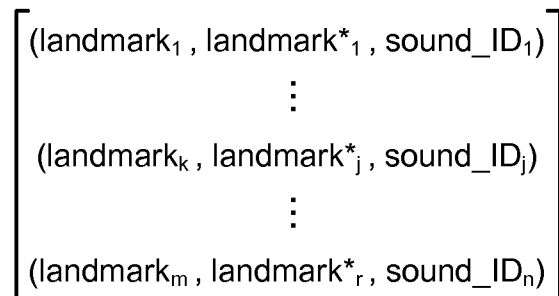 (landmark₁ , landmark*₁ , sound_ID₁)
⋮
(landmarkₖ , landmark*ⱼ , sound_IDⱼ)
⋮
(landmarkₘ , landmark*ᵣ , sound_IDₙ)